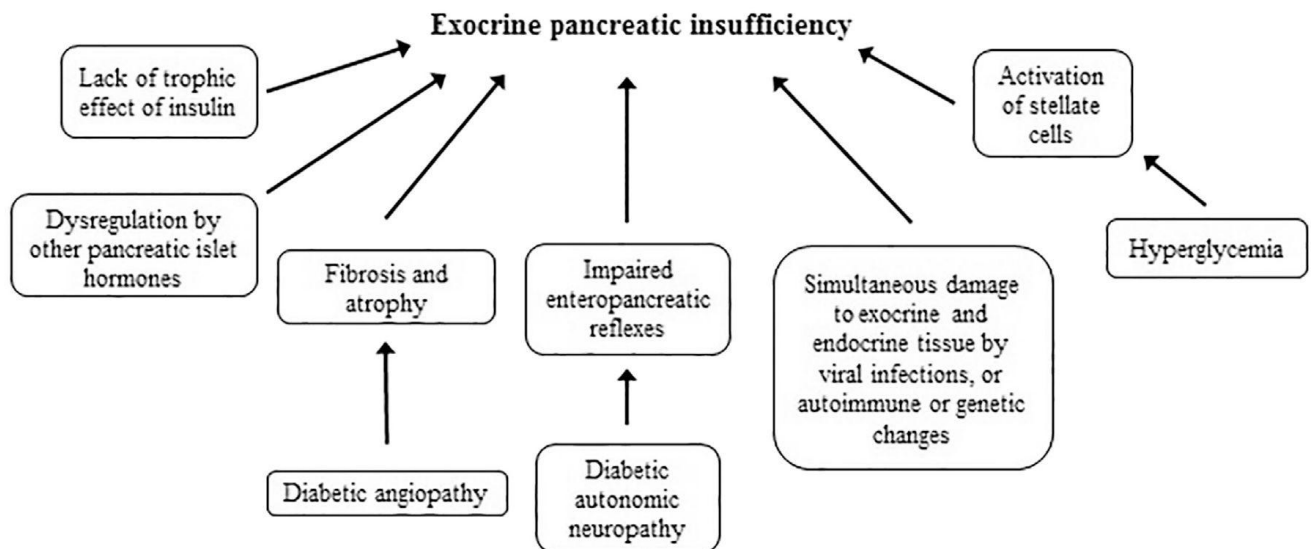 Exocrine pancreatic insufficiency
Lack of trophic
effect of insulin
Activation
of stellate
cells
Dysregulation by
other pancreatic islet
hormones
Fibrosis and
atrophy
Impaired
enteropancreatic
reflexes
Simultaneous damage
to exocrine and
endocrine tissue by
viral infections, or
autoimmune or genetic
changes
Hyperglycemia
Diabetic angiopathy
Diabetic
autonomic
neuropathy